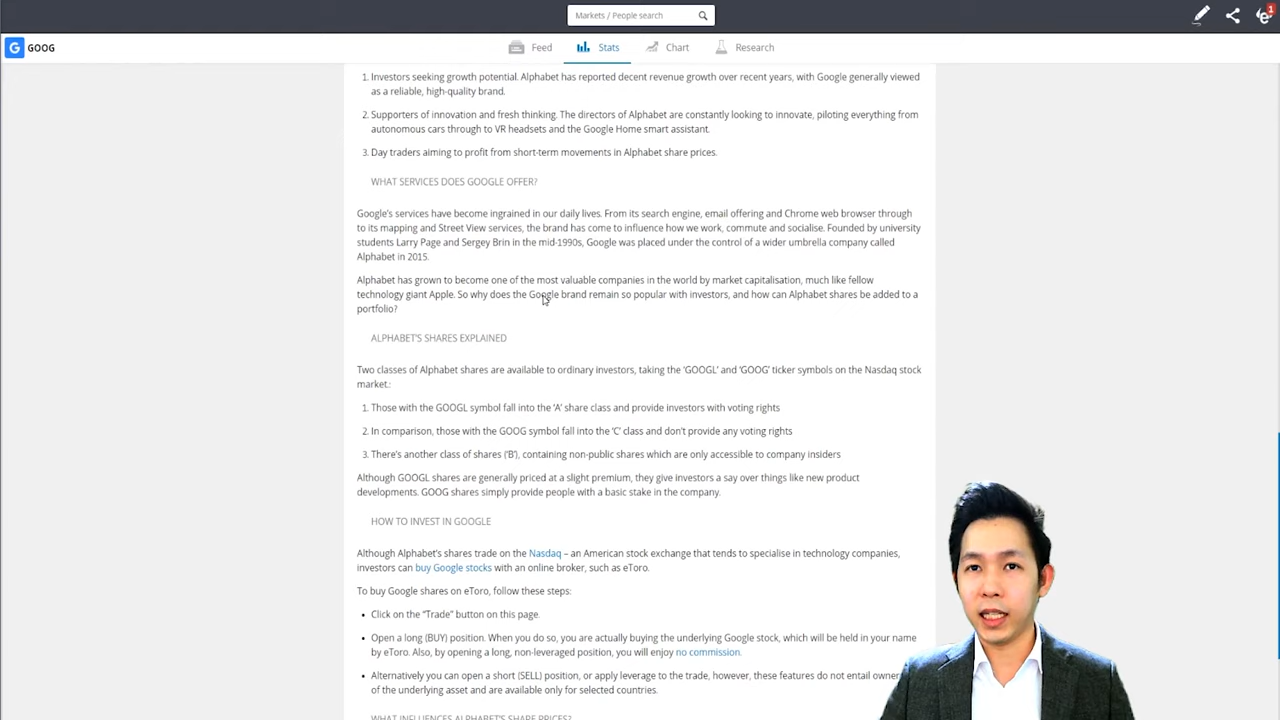 Markets / People search
1
G GOOG
Feed
Stats
Chart
Research
1. Investors seeking growth potential. Alphabet has reported decent revenue growth over recent years, with Google generally viewed
as a reliable, high-quality brand.
2. Supporters of innovation and fresh thinking. The directors of Alphabet are constantly looking to innovate, piloting everything from
autonomous cars through to VR headsets and the Google Home smart assistant.
3. Day traders aiming to profit from short-term movements in Alphabet share prices.
WHAT SERVICES DOES GOOGLE OFFER?
Google's services have become ingrained in our daily lives. From its search engine, email offering and Chrome web browser through
to its mapping and Street View services, the brand has come to influence how we work, commute and socialise. Founded by university
students Larry Page and Sergey Brin in the mid-1990s, Google was placed under the control of a wider umbrella company called
Alphabet in 2015.
Alphabet has grown to become one of the most valuable companies in the world by market capitalisation, much like fellow
technology giant Apple. So why does the Google brand remain so popular with investors, and how can Alphabet shares be added to a
portfolio?
ALPHABET'S SHARES EXPLAINED
Two classes of Alphabet shares are available to ordinary investors, taking the 'GOOGL' and 'GOOG' ticker symbols on the Nasdaq stock
market.:
1. Those with the GOOGL symbol fall into the 'A' share class and provide investors with voting rights
2. In comparison, those with the GOOG symbol fall into the 'C' class and don't provide any voting rights
3. There's another class of shares ('B'), containing non-public shares which are only accessible to company insiders
Although GOOGL shares are generally priced at a slight premium, they give investors a say over things like new product
developments. GOOG shares simply provide people with a basic stake in the company.
HOW TO INVEST IN GOOGLE
Although Alphabet's shares trade on the Nasdaq – an American stock exchange that tends to specialise in technology companies,
investors can buy Google stocks with an online broker, such as eToro.
To buy Google shares on eToro, follow these steps:
• Click on the "Trade" button on this page.
• Open a long (BUY) position. When you do so, you are actually buying the underlying Google stock, which will be held in your name
by eToro. Also, by opening a long, non-leveraged position, you will enjoy no commission.
• Alternatively you can open a short (SELL) position, or apply leverage to the trade, however, these features do not entail
of the underlying asset and are available only for selected countries.
WHAT INFLUENCES ALPHABET'S SHARE PRICES?